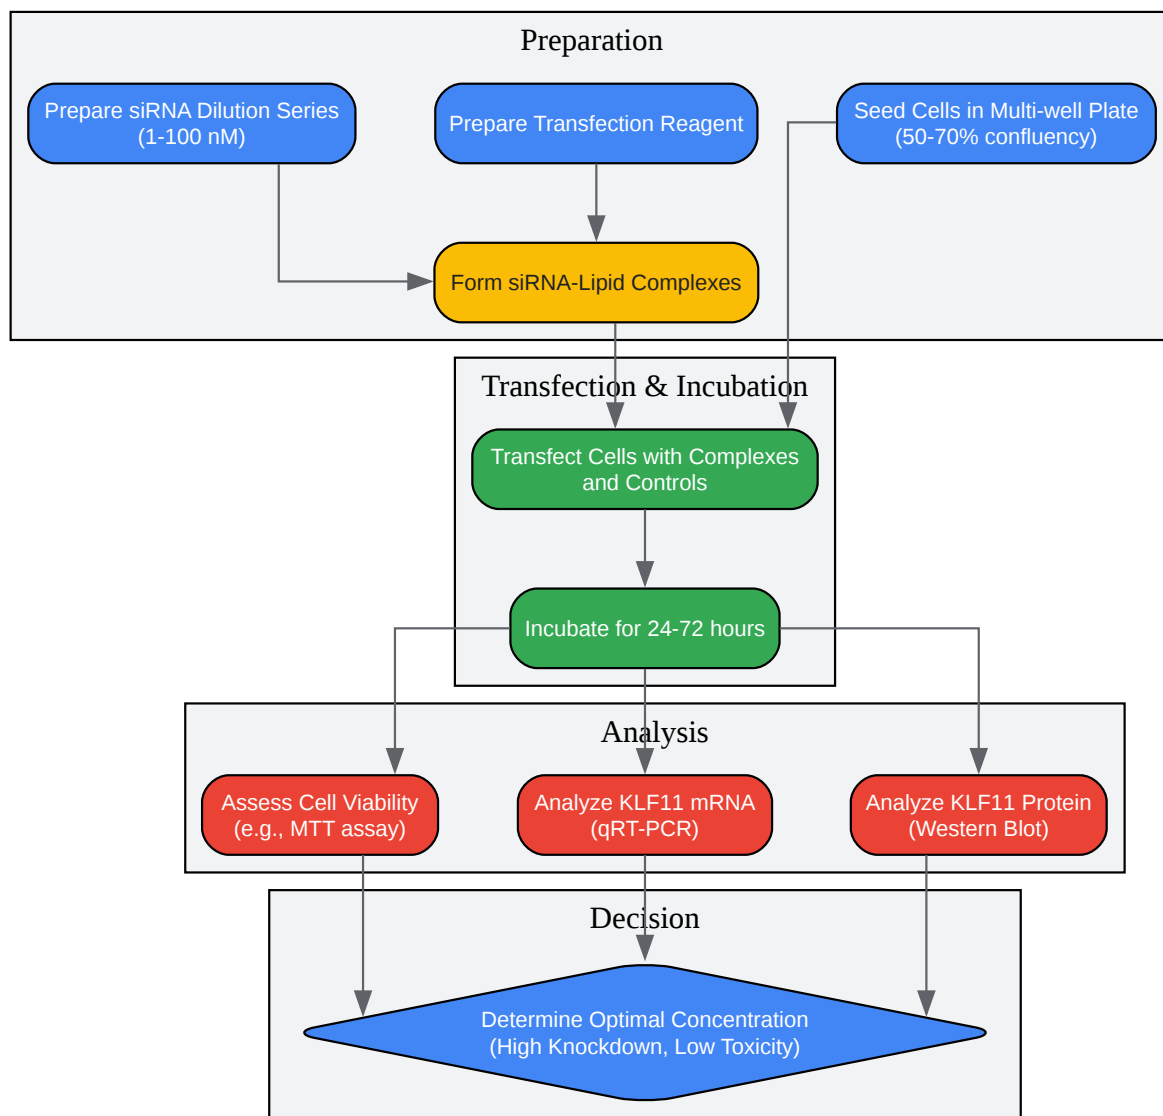 Preparation
Prepare siRNA Dilution Series
(1-100 nM)
Prepare Transfection Reagent
Seed Cells in Multi-well Plate
(50-70% confluency)
Form siRNA-Lipid Complexes
Transfection & Incubation
Transfect Cells with Complexes
and Controls
Incubate for 24-72 hours
Analysis
Assess Cell Viability
(e.g., MTT assay)
Analyze KLF11 mRNA
(qRT-PCR)
Analyze KLF11 Protein
(Western Blot)
Decision
Determine Optimal Concentration
(High Knockdown, Low Toxicity)